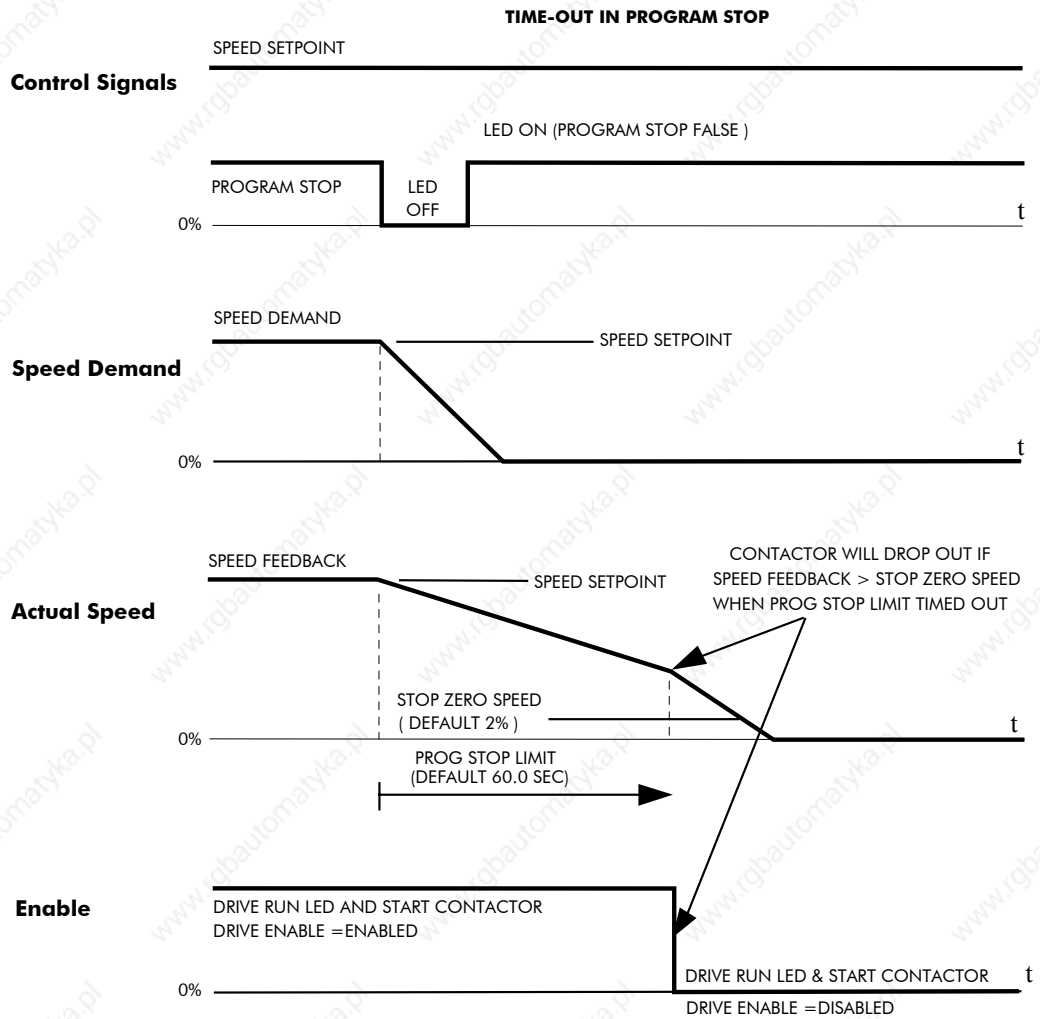 TIME-OUT IN PROGRAM STOP
SPEED SETPOINT
Control Signals
LED ON (PROGRAM STOP FALSE )
PROGRAM STOP
LED
OFF
0%
t
SPEED DEMAND
SPEED SETPOINT
Speed Demand
0%
t
SPEED FEEDBACK
SPEED SETPOINT
CONTACTOR WILL DROP OUT IF
SPEED FEEDBACK > STOP ZERO SPEED
WHEN PROG STOP LIMIT TIMED OUT
Actual Speed
STOP ZERO SPEED
( DEFAULT 2% )
0%
t
PROG STOP LIMIT
(DEFAULT 60.0 SEC)
Enable
DRIVE RUN LED AND START CONTACTOR
DRIVE ENABLE =ENABLED
0%
DRIVE RUN LED & START CONTACTOR
t
DRIVE ENABLE =DISABLED
www.rgbautomatyka.pl